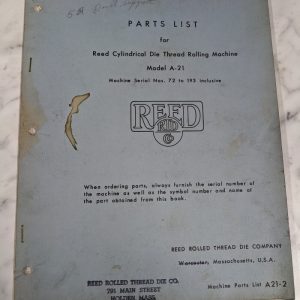 PARTS LIST
for
Reed Cylindrical Die Thread Rolling Machine
Model A-21
Machine Serial Nos. 72 to 193 inclusive
REED
RTD
Co
When ordering parts, always furnish the serial number of
the machine as well as the symbol number and name of
the part obtained from this book.
REED ROLLED THREAD DIE COMPANY
Worcester, Massachusetts, U.S.A.
REED ROLLED THREAD DIE CO.
MAIN STREET
HOLDEN, MASS.
Machine Parts List A21-2